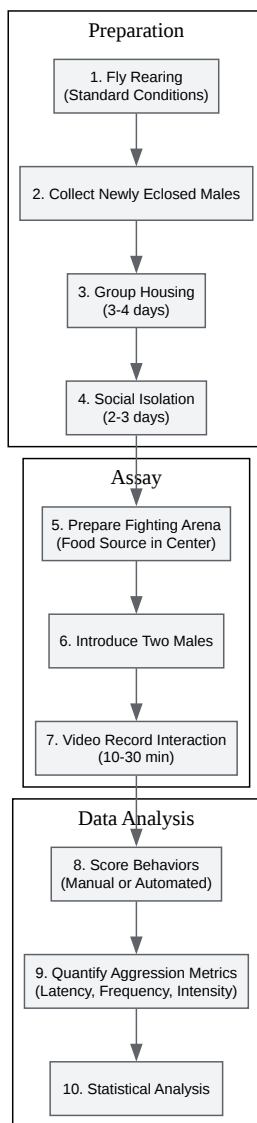 Preparation
1. Fly Rearing
(Standard Conditions)
2. Collect Newly Eclosed Males
3. Group Housing
(3-4 days)
4. Social Isolation
(2-3 days)
Assay
5. Prepare Fighting Arena
(Food Source in Center)
6. Introduce Two Males
7. Video Record Interaction
(10-30 min)
Data Analysis
8. Score Behaviors
(Manual or Automated)
9. Quantify Aggression Metrics
(Latency, Frequency, Intensity)
10. Statistical Analysis